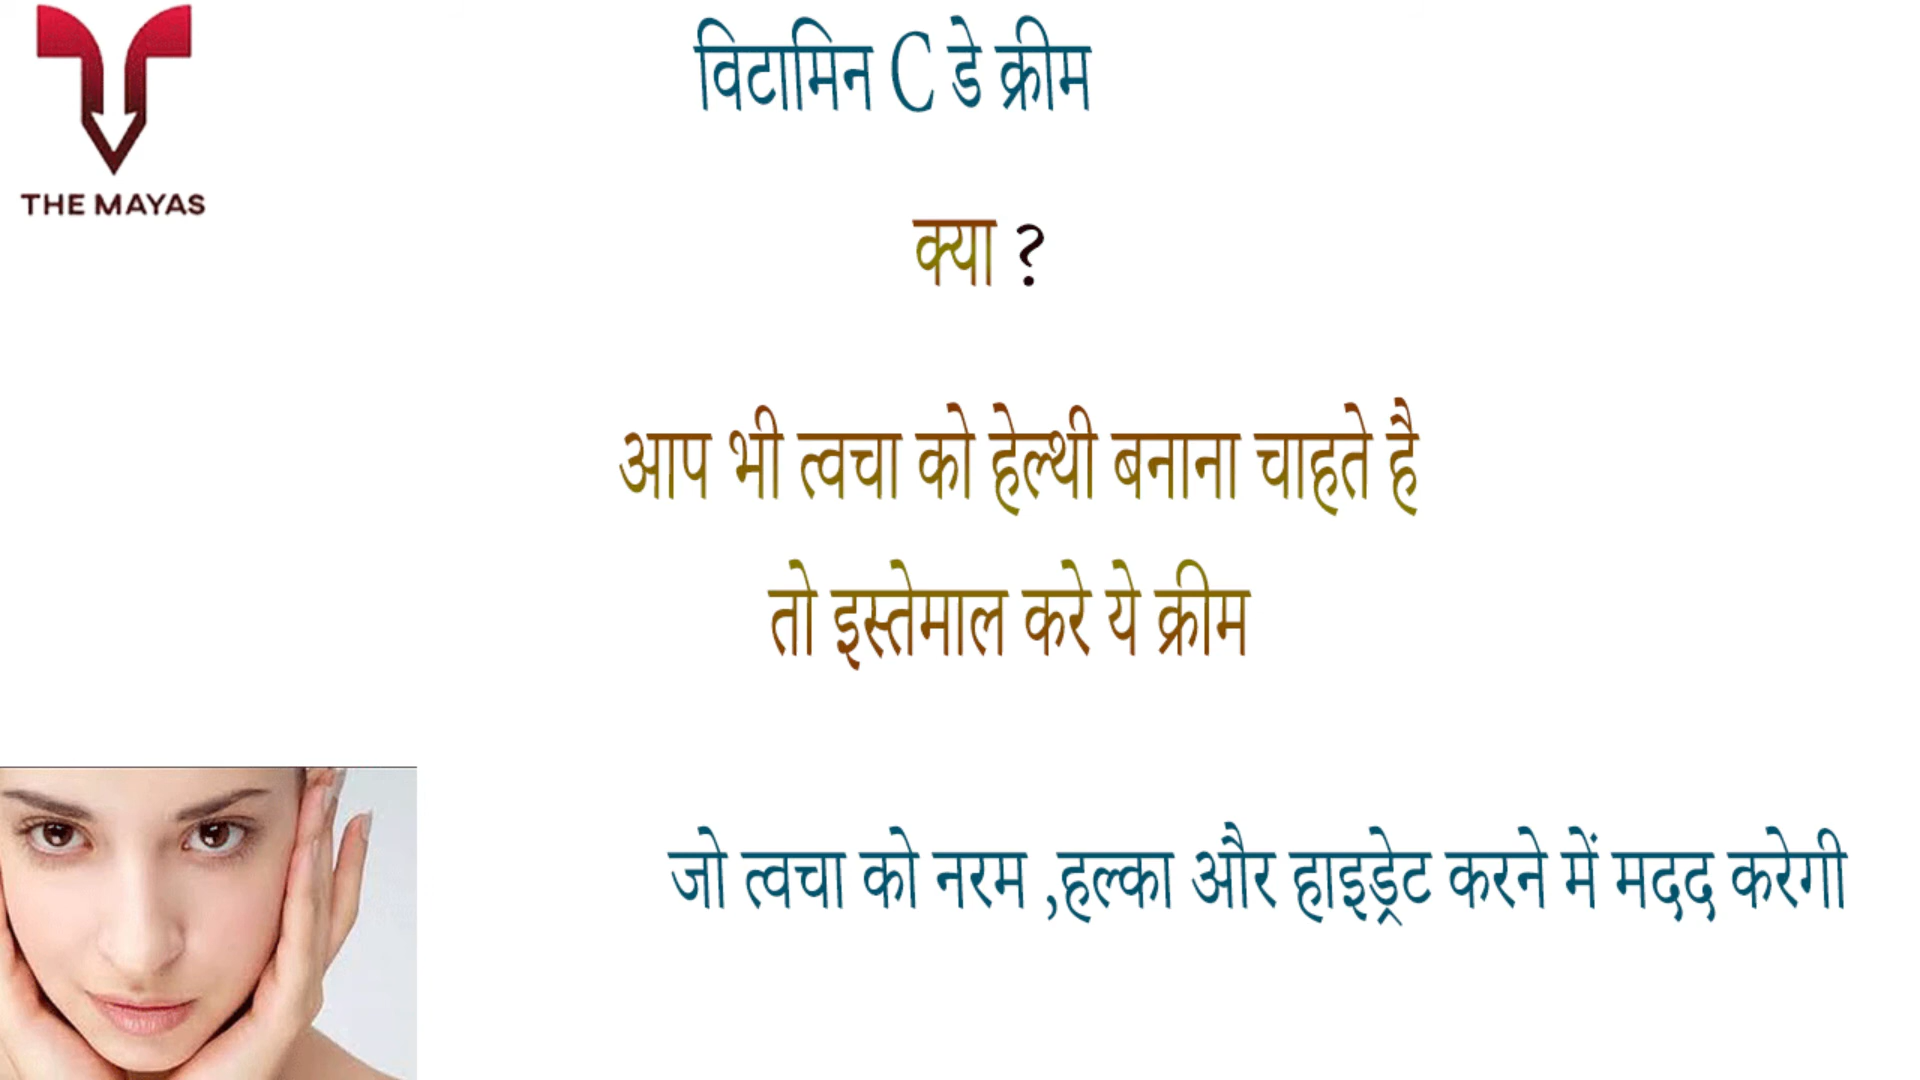 THE MAYAS
विटामिन C डे क्रीम
क्या ?
आप भी त्वचा को हेल्थी बनाना चाहते है
तो इस्तेमाल करे ये क्रीम
जो त्वचा को नरम ,हल्का और हाइड्रेट करने में मदद करेगी